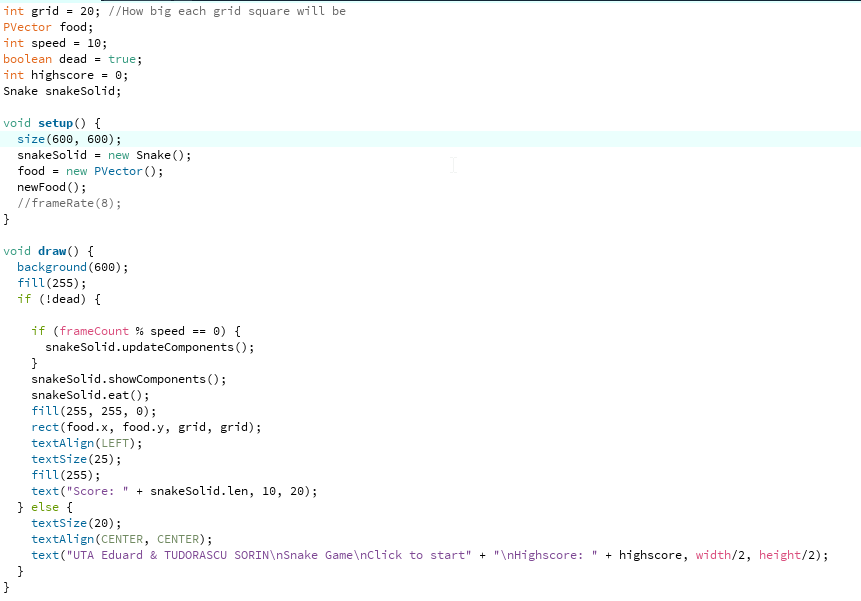 int grid = 20; //How big each grid square will be
PVector food;
int speed = 10;
boolean dead = true;
int highscore = 0;
Snake snakeSolid;

void setup() {
  size(600, 600);
  snakeSolid = new Snake();
  food = new PVector();
  newFood();
  //frameRate(8);
}

void draw() {
  background(600);
  fill(255);
  if (!dead) {

    if (frameCount % speed == 0) {
      snakeSolid.updateComponents();
    }
    snakeSolid.showComponents();
    snakeSolid.eat();
    fill(255, 255, 0);
    rect(food.x, food.y, grid, grid);
    textAlign(LEFT);
    textSize(25);
    fill(255);
    text("Score: " + snakeSolid.len, 10, 20);
  } else {
    textSize(20);
    textAlign(CENTER, CENTER);
    text("UTA Eduard & TUDORASCU SORIN\nSnake Game\nClick to start" + "\nHighscore: " + highscore, width/2, height/2);
  }
}